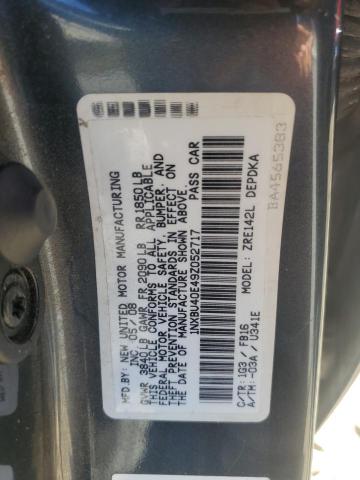 MFD.BY: NEW UNITED MOTOR MANUFACTURING
INC. 05/08
GVWR 3840LB GAWR FR 2090LB RR1850LB
THIS VEHICLE CONFORMS TO ALL APPLICABLE
FEDERAL MOTOR VEHICLE SAFETY, BUMPER, AND
THEFT PREVENTION STANDARDS IN EFFECT ON
THE DATE OF MANUFACTURE SHOWN ABOVE.
1NXBU40E49Z052717 PASS CAR
C/TR: 1G3/ FB16 ZRE142L DEPDKA
A/TM: -03A/ U341E
BA4565383